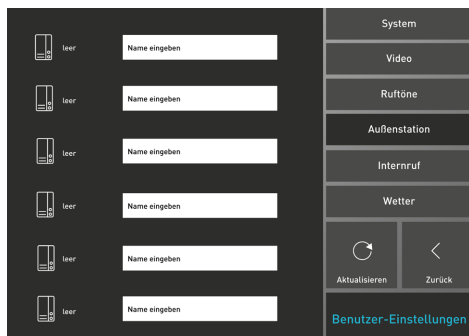 leer Name eingeben
leer Name eingeben
leer Name eingeben
leer Name eingeben
leer Name eingeben
leer Name eingeben
System
Video
Ruftöne
Außenstation
Internruf
Wetter
Aktualisieren Zurück
Benutzer-Einstellungen